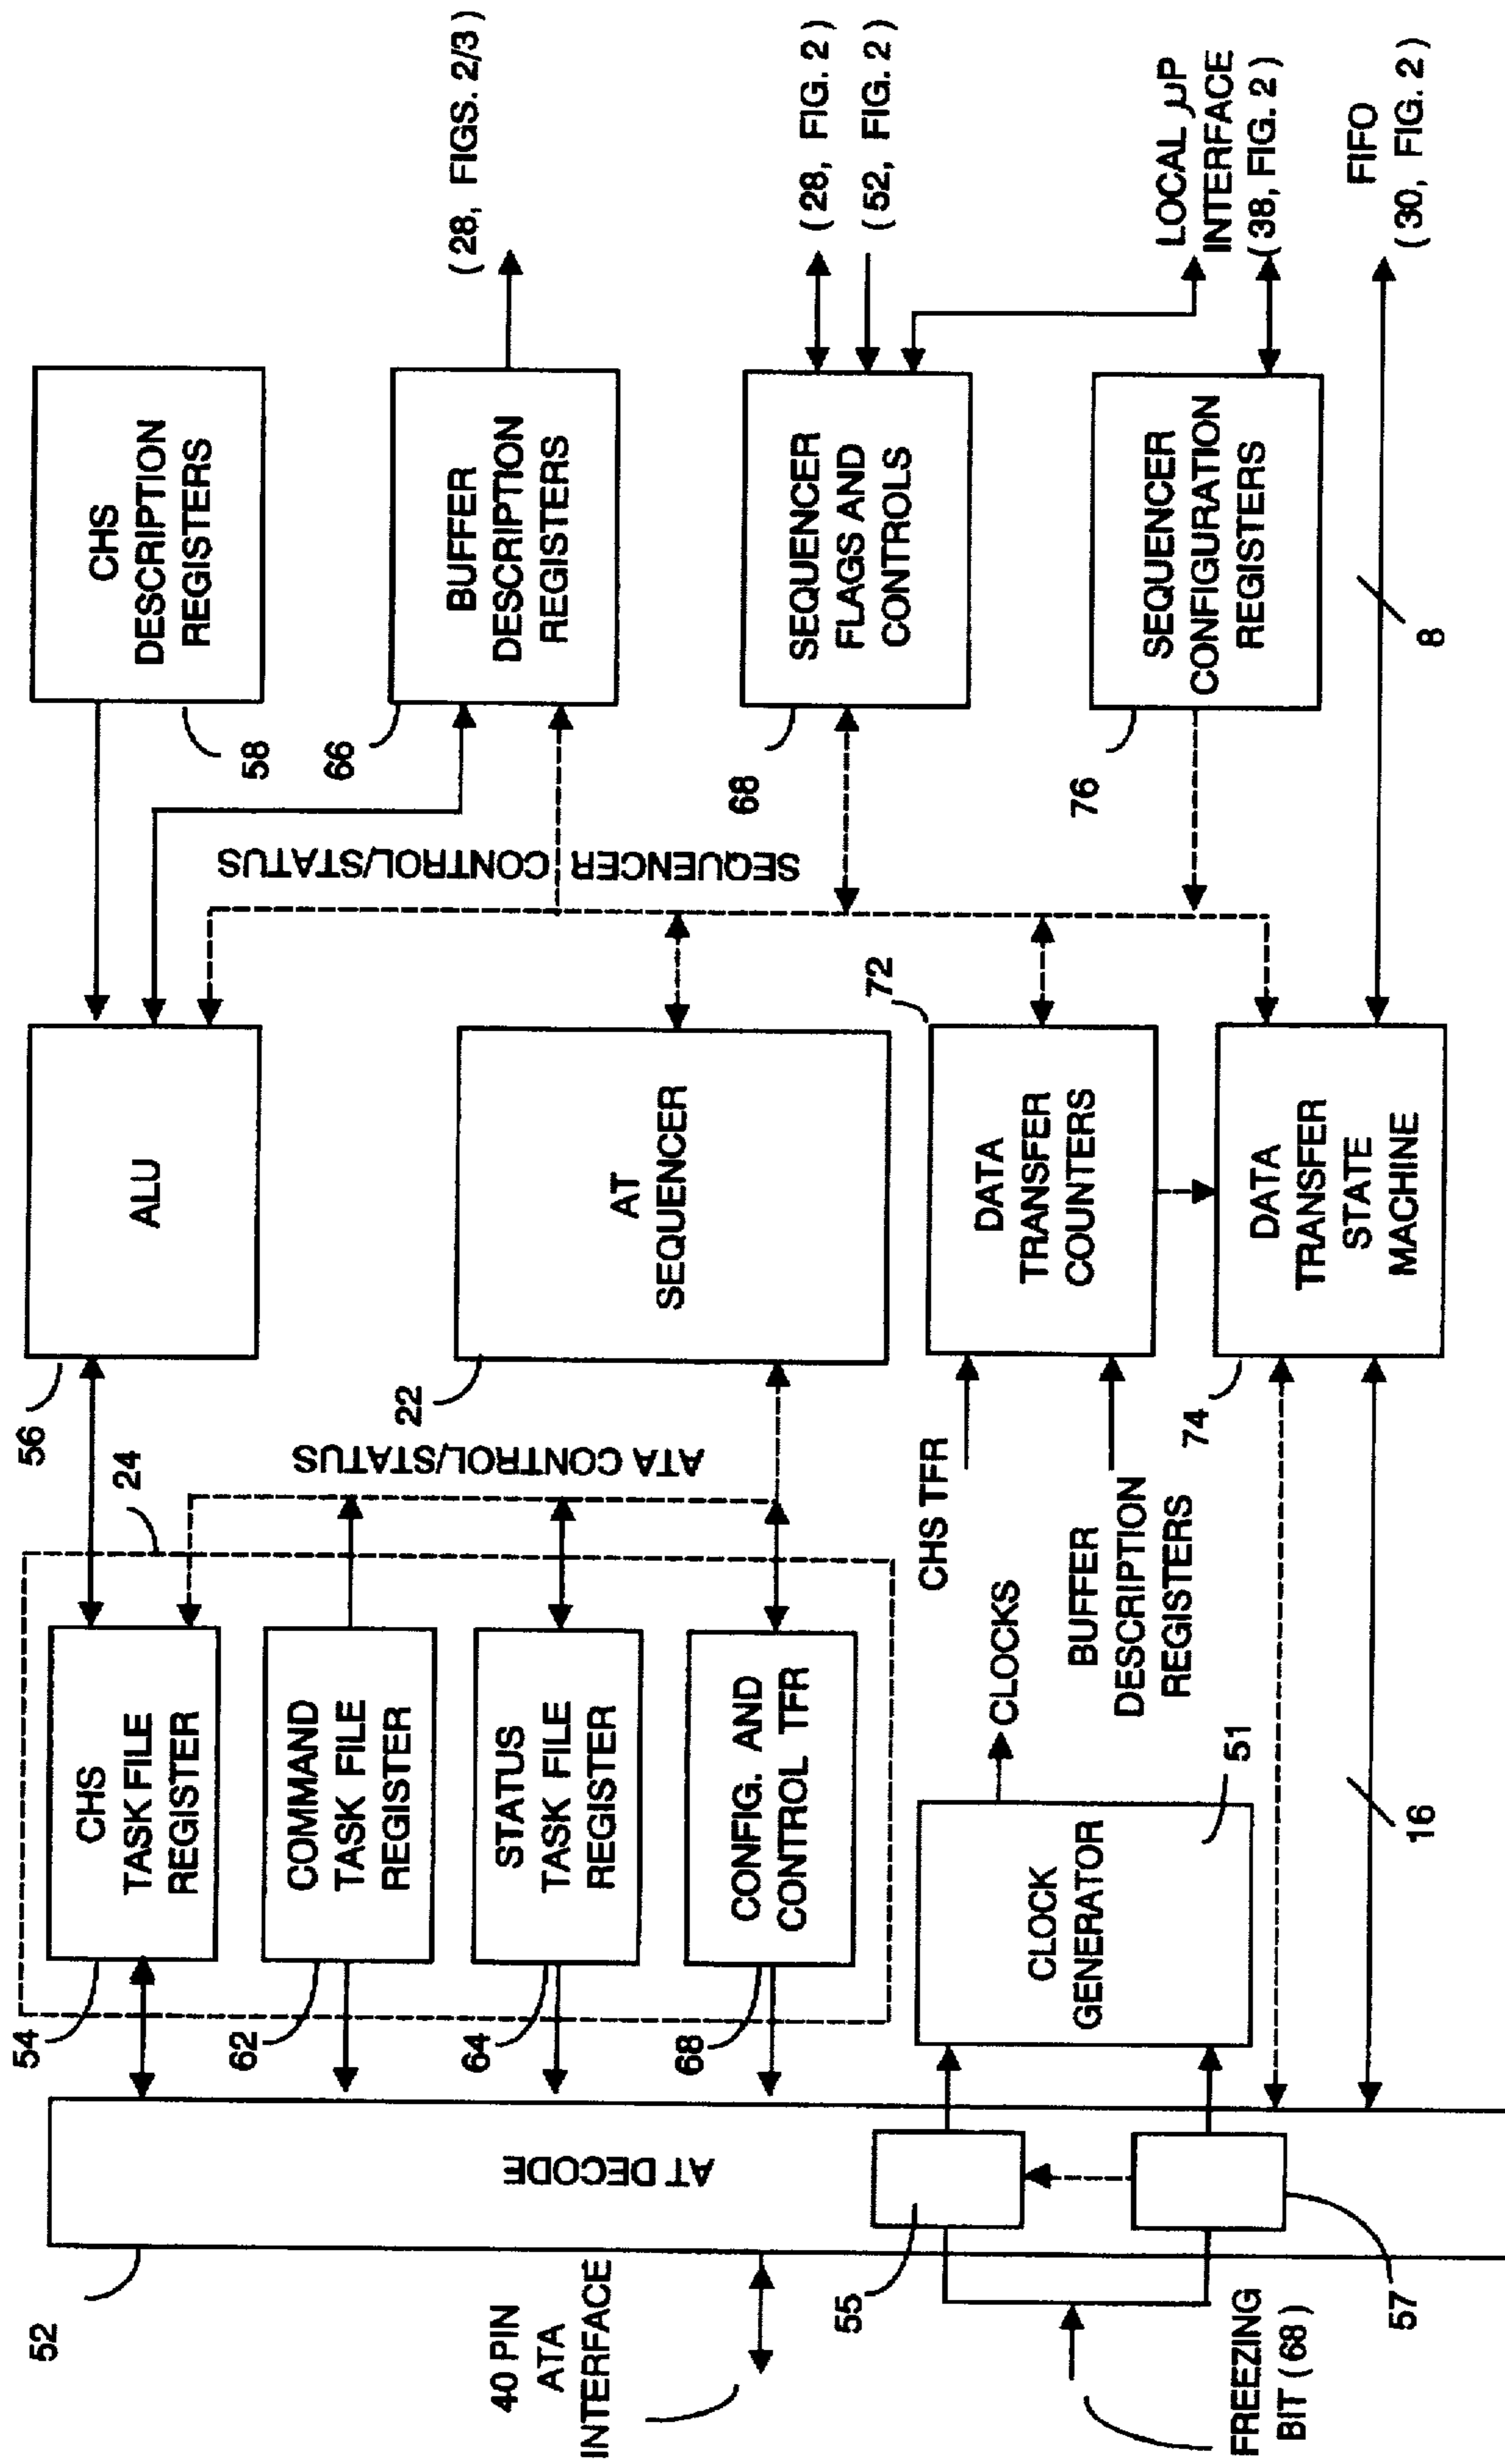 52
AT DECODE
40 PIN
ATA
INTERFACE
55
57
FREEZING
BIT (68)
54
CHS
TASK FILE
REGISTER
62
COMMAND
TASK FILE
REGISTER
64
STATUS
TASK FILE
REGISTER
68
CONFIG. AND
CONTROL TFR
24
ATA CONTROL/STATUS
CLOCK
GENERATOR
51
CLOCKS
CHS TFR
BUFFER
DESCRIPTION
REGISTERS
16
56
ALU
22
AT
SEQUENCER
72
DATA
TRANSFER
COUNTERS
74
DATA
TRANSFER
STATE
MACHINE
SEQUENCER CONTROL/STATUS
58
CHS
DESCRIPTION
REGISTERS
66
BUFFER
DESCRIPTION
REGISTERS
68
SEQUENCER
FLAGS AND
CONTROLS
76
SEQUENCER
CONFIGURATION
REGISTERS
8
(28, FIGS. 2/3)
(28, FIG. 2)
(52, FIG. 2)
LOCAL µP
INTERFACE
(38, FIG. 2)
FIFO
(30, FIG. 2)